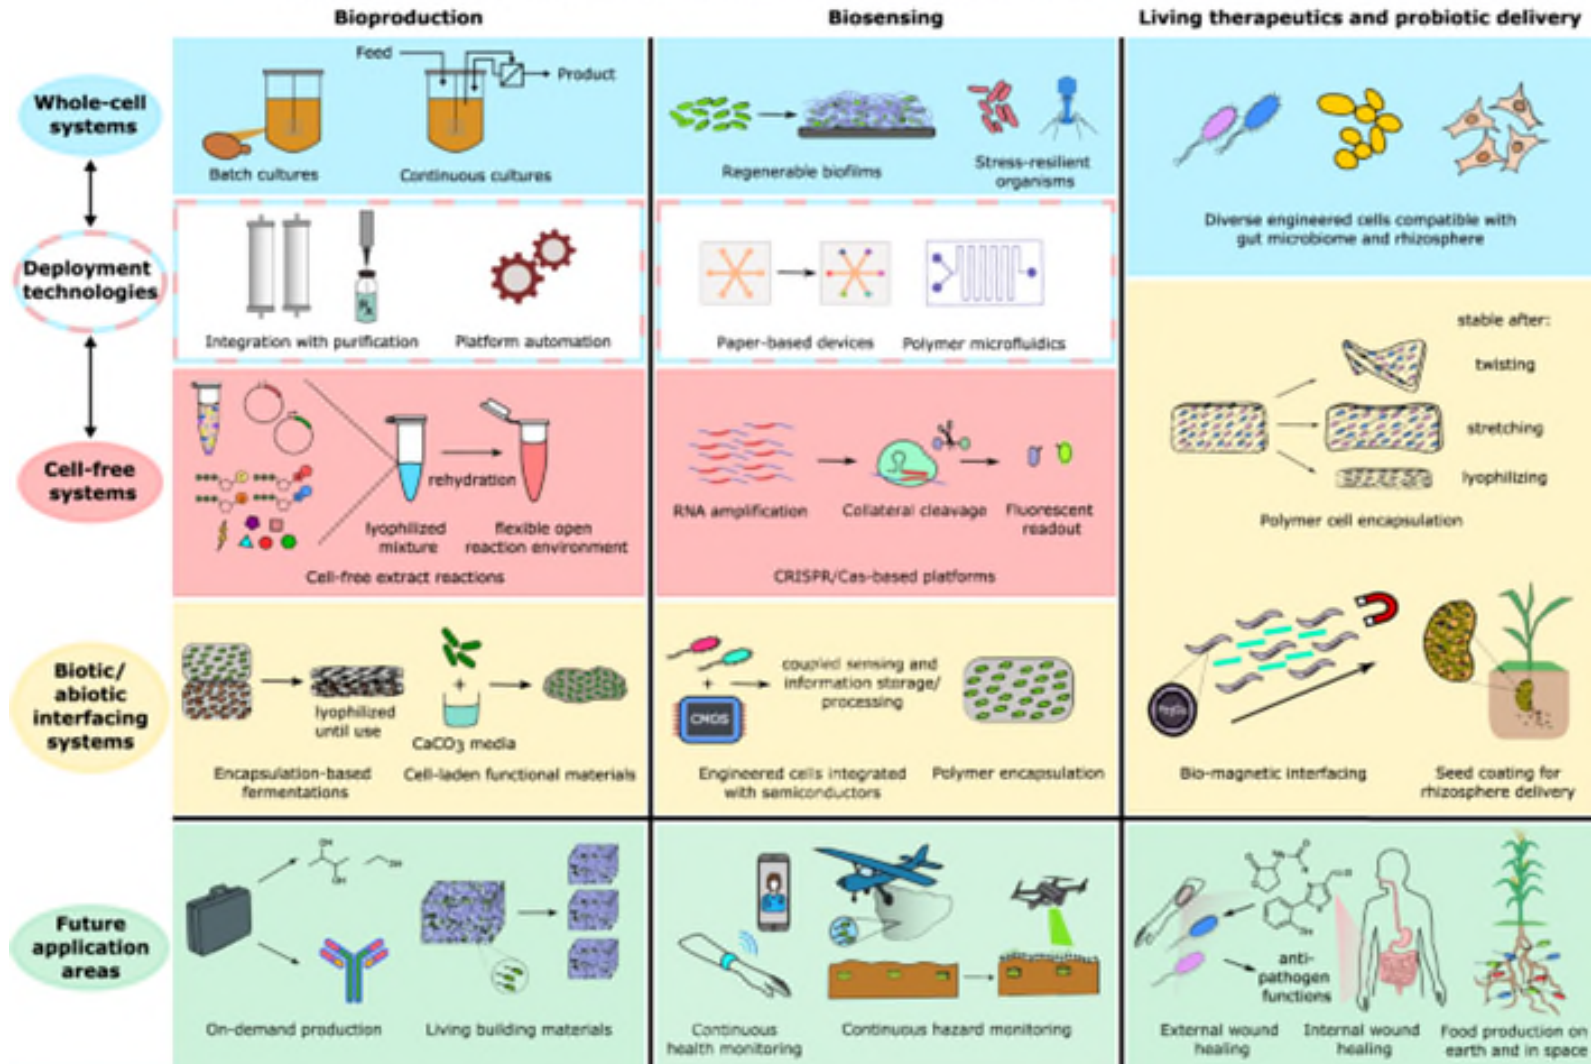 Bioproduction
Biosensing
Living therapeutics and probiotic delivery
Whole-cell
systems
Feed
Product
Batch cultures
Continuous cultures
Regenerable biofilms
Stress-resilient
organisms
Diverse engineered cells compatible with
gut microbiome and rhizosphere
Deployment
technologies
Integration with purification
Platform automation
Paper-based devices
Polymer microfluidics
stable after:
twisting
stretching
lyophilizing
Polymer cell encapsulation
Cell-free
systems
rehydration
lyophilized
mixture
flexible open
reaction environment
Cell-free extract reactions
RNA amplification
Collateral cleavage
Fluorescent
readout
CRISPR/Cas-based platforms
Biotic/
abiotic
interfacing
systems
lyophilized
until use
+
CaCO3 media
Encapsulation-based
fermentations
Cell-laden functional materials
+
CMOS
coupled sensing and
information storage/
processing
Engineered cells integrated
with semiconductors
Polymer encapsulation
Bio-magnetic interfacing
Seed coating for
rhizosphere delivery
Future
application
areas
OH
OH
OH
On-demand production
Living building materials
Continuous
health monitoring
Continuous hazard monitoring
anti-
pathogen
functions
External wound
healing
Internal wound
healing
Food production on
earth and in space